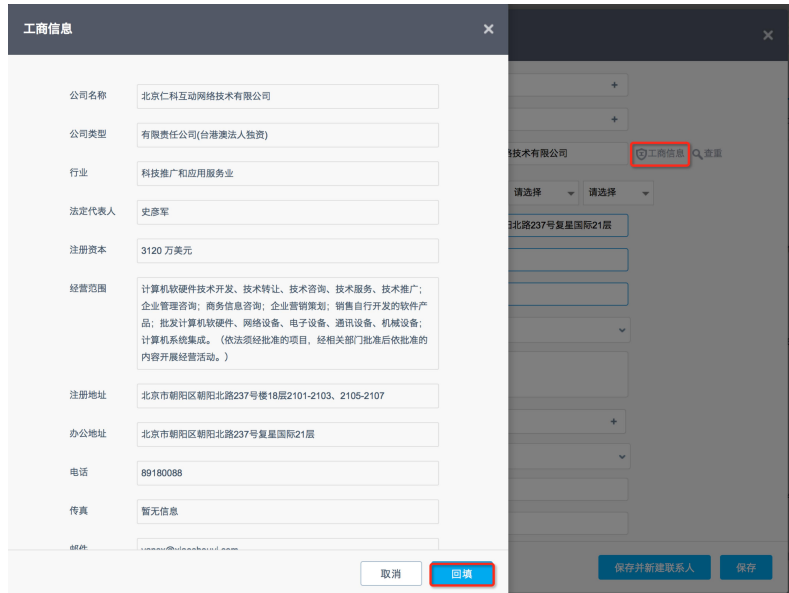 工商信息
公司名称 北京仁科互动网络技术有限公司
公司类型 有限责任公司(台港澳法人独资)
行业 科技推广和应用服务业
法定代表人 史彦军
注册资本 3120 万美元
经营范围 计算机软硬件技术开发、技术转让、技术咨询、技术服务、技术推广；
企业管理咨询；商务信息咨询；企业营销策划；销售自行开发的软件产
品；批发计算机软硬件、网络设备、电子设备、通讯设备、机械设备；
计算机系统集成。（依法须经批准的项目，经相关部门批准后依批准的
内容开展经营活动。）
注册地址 北京市朝阳区朝阳北路237号楼18层2101-2103、2105-2107
办公地址 北京市朝阳区朝阳北路237号复星国际21层
电话 89180088
传真 暂无信息
邮件
取消 回填
技术有限公司 工商信息 查重
请选择 请选择
北路237号复星国际21层
保存并新建联系人 保存